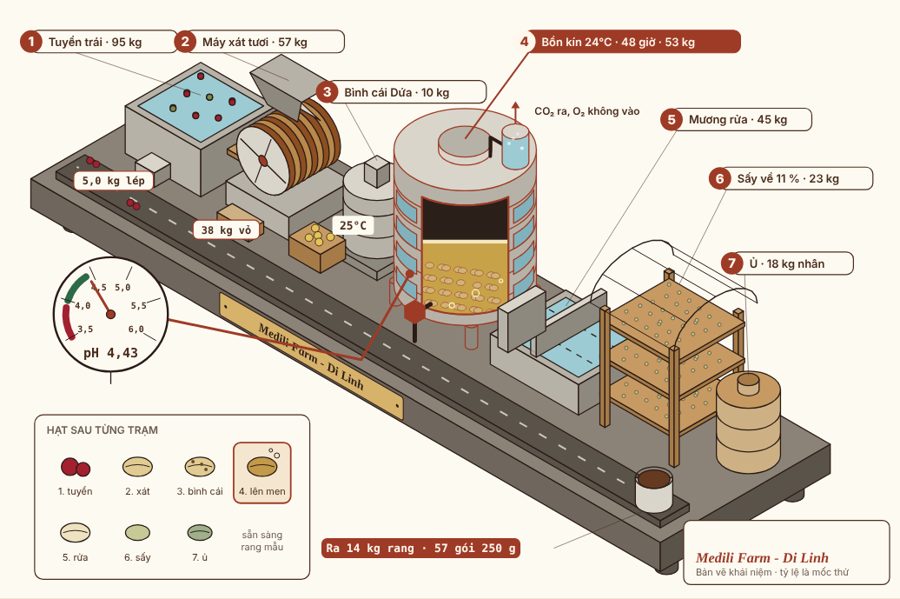 1 Tuyển trái · 95 kg
2 Máy xát tươi · 57 kg
3 Bình cái Dứa · 10 kg
4 Bồn kín 24°C · 48 giờ · 53 kg
CO₂ ra, O₂ không vào
5 Mương rửa · 45 kg
6 Sấy về 11 % · 23 kg
7 Ủ · 18 kg nhân
5,0 kg lép
38 kg vỏ
25°C
3,5
4,0
4,5
5,0
5,5
6,0
pH 4,43
Medili Farm - Di Linh
HẠT SAU TỪNG TRẠM
1. tuyển
2. xát
3. bình cái
4. lên men
5. rửa
6. sấy
7. ủ
sẵn sàng
rang mẫu
Ra 14 kg rang · 57 gói 250 g
Medili Farm - Di Linh
Bản vẽ khái niệm · tỷ lệ là mốc thử